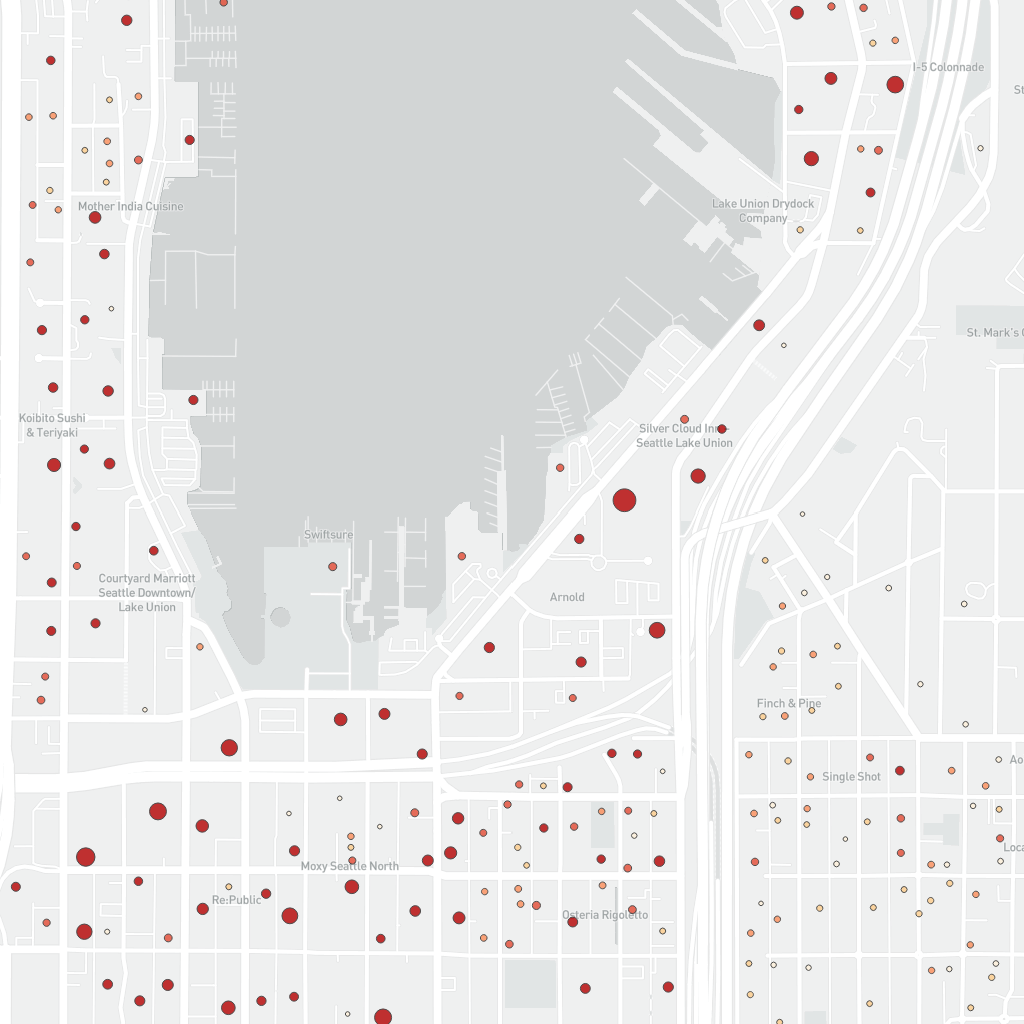 I-5 Colonnade
St
Mother India Cuisine
Lake Union Drydock
Company
St. Mark's
Koibito Sushi
& Teriyaki
Silver Cloud Inn-
Seattle Lake Union
Swiftsure
Courtyard Marriott
Seattle Downtown/
Lake Union
Arnold
Finch & Pine
Ao
Single Shot
Loca
Moxy Seattle North
Re:Public
Osteria Rigoletto